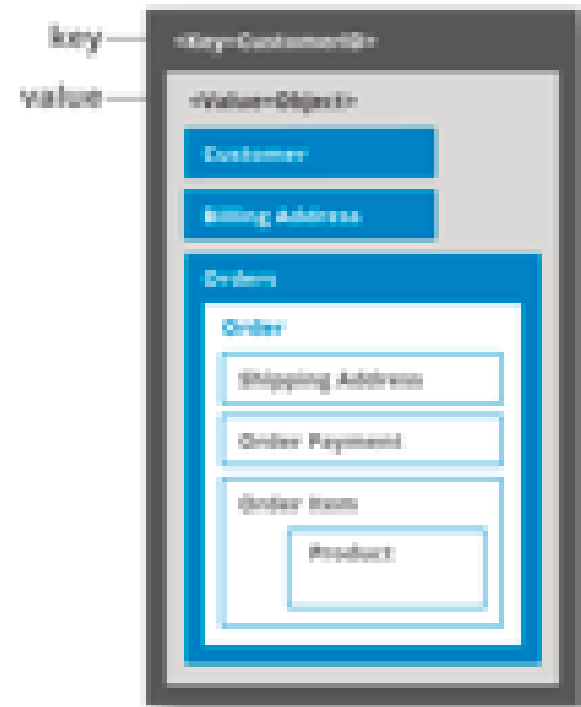 key
<Key=CustomerID>
value
<Value=Object>
Customer
Billing Address
Orders
Order
Shipping Address
Order Payment
Order Item
Product